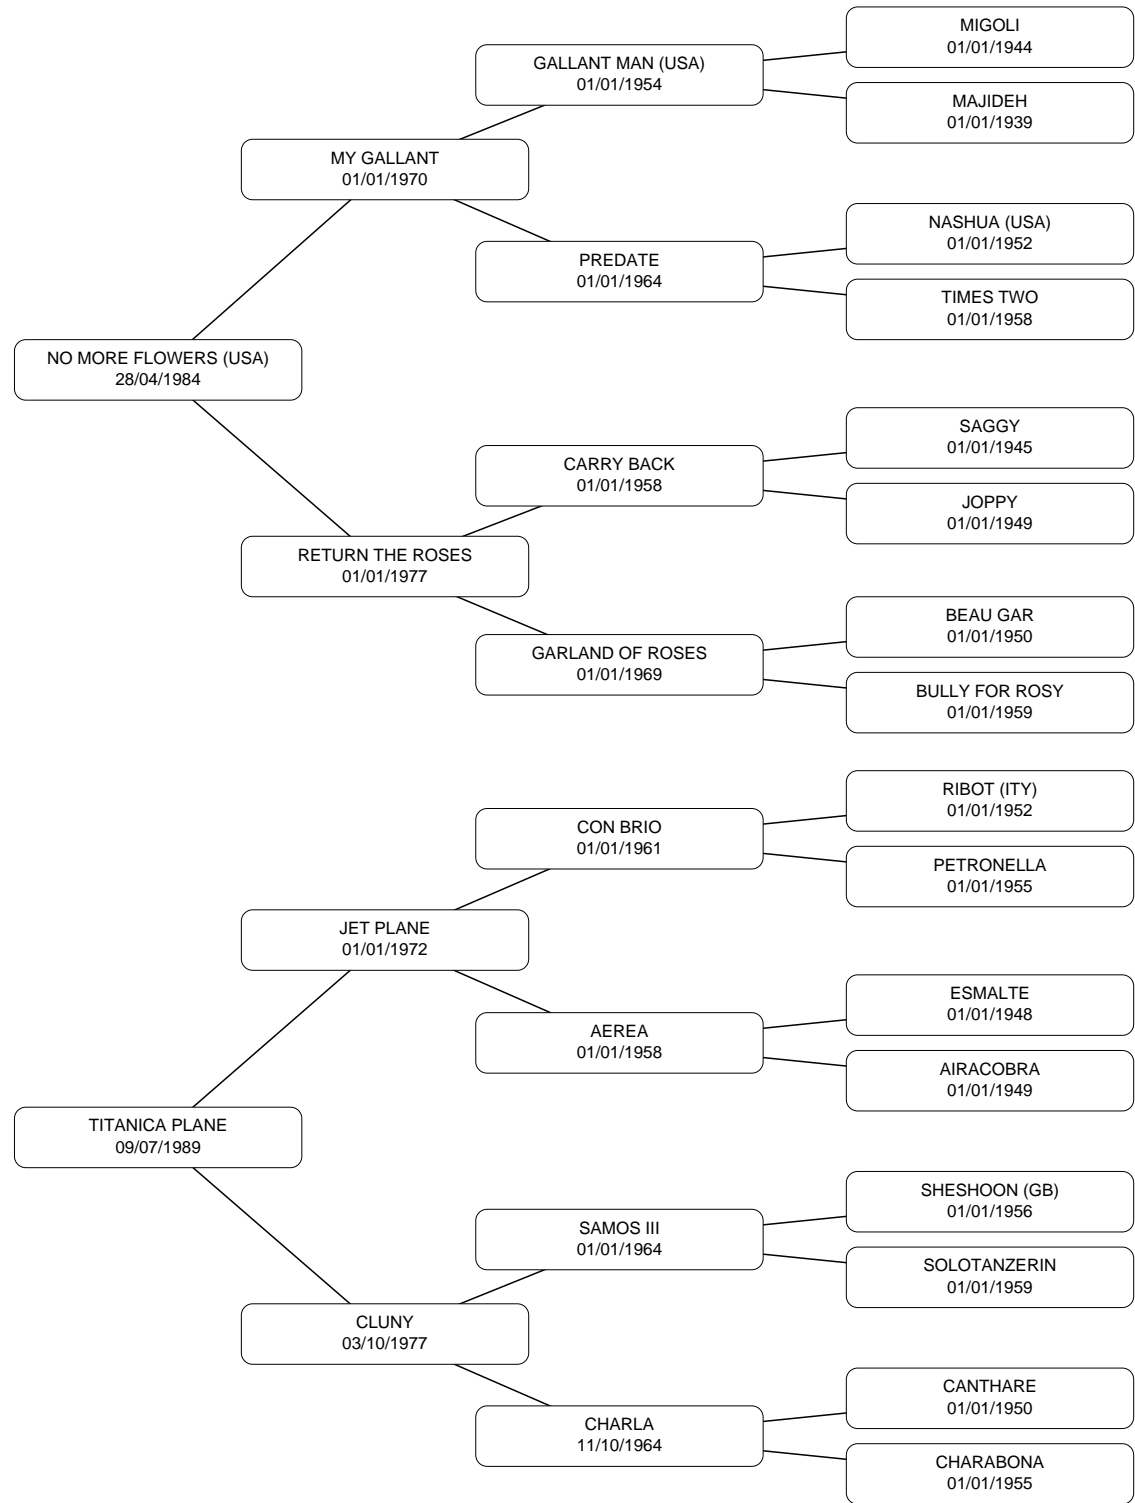 MIGOLI
01/01/1944
GALLANT MAN (USA)
01/01/1954
MAJIDEH
01/01/1939
MY GALLANT
01/01/1970
NASHUA (USA)
01/01/1952
PREDATE
01/01/1964
TIMES TWO
01/01/1958
NO MORE FLOWERS (USA)
28/04/1984
SAGGY
01/01/1945
CARRY BACK
01/01/1958
JOPPY
01/01/1949
RETURN THE ROSES
01/01/1977
BEAU GAR
01/01/1950
GARLAND OF ROSES
01/01/1969
BULLY FOR ROSY
01/01/1959
RIBOT (ITY)
01/01/1952
CON BRIO
01/01/1961
PETRONELLA
01/01/1955
JET PLANE
01/01/1972
ESMALTE
01/01/1948
AEREA
01/01/1958
AIRACOBRA
01/01/1949
TITANICA PLANE
09/07/1989
SHESHOON (GB)
01/01/1956
SAMOS III
01/01/1964
SOLOTANZERIN
01/01/1959
CLUNY
03/10/1977
CANTHARE
01/01/1950
CHARLA
11/10/1964
CHARABONA
01/01/1955